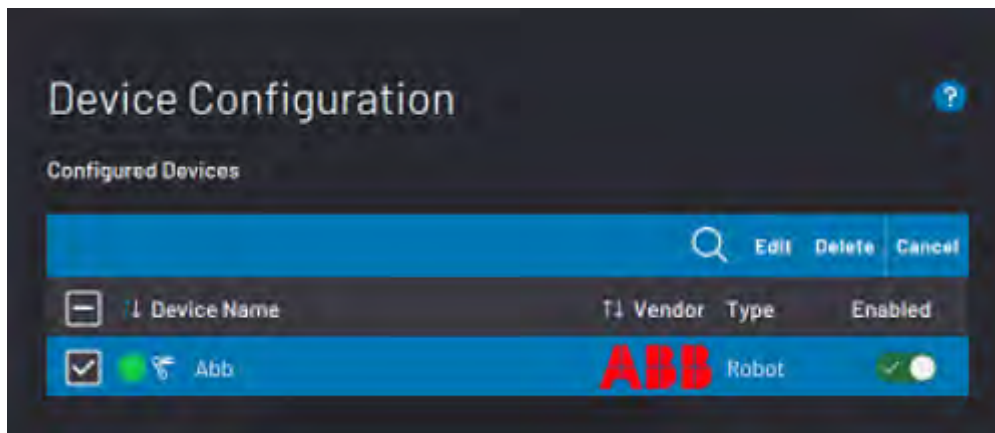 Device Configuration
?
Configured Devices
Edit Delete Cancel
Device Name Vendor Type Enabled
Abb ABB Robot